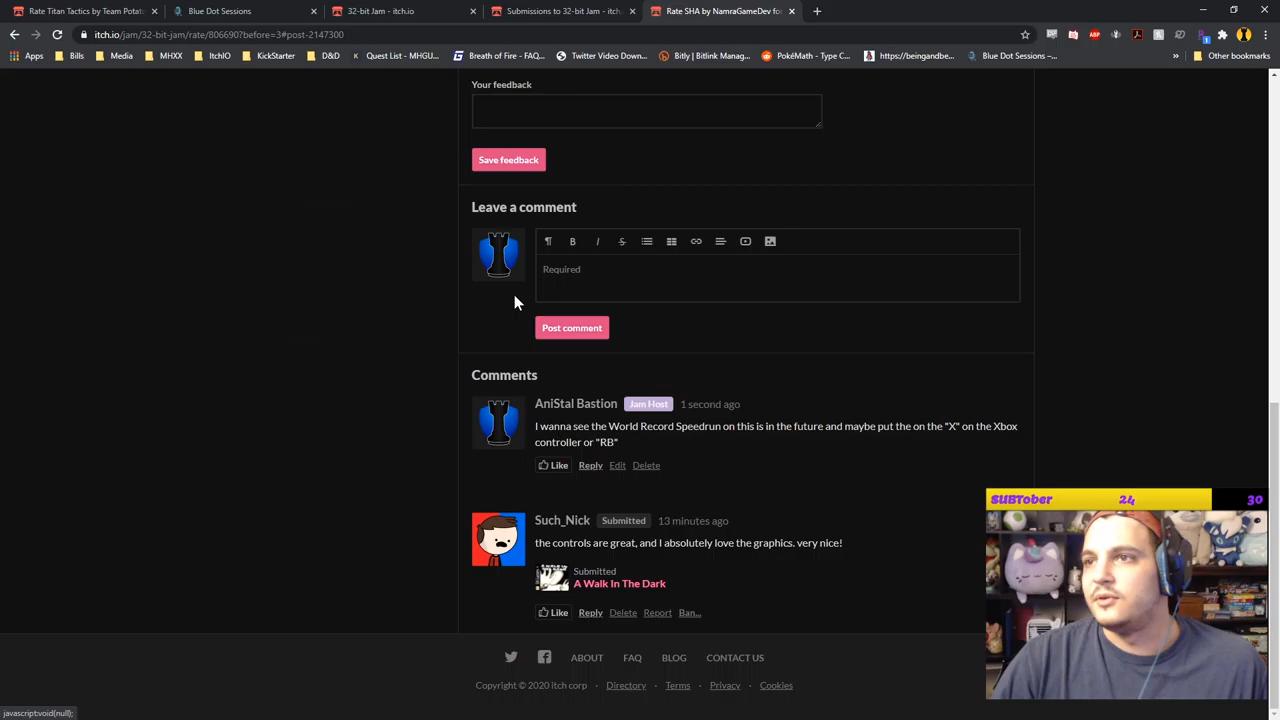 Rate Titan Tactics by Team Potat
Blue Dot Sessions
32-bit Jam - itch.io
Submissions to 32-bit Jam - itch.i
Rate SHA by NamraGameDev for
itch.io/jam/32-bit-jam/rate/806690?before=3#post-2147300
ABP
1
Apps
Bills
Media
MHXX
ItchIO
KickStarter
D&D
Quest List - MHGU...
Breath of Fire - FAQ...
Twitter Video Down...
Bitly | Bitlink Manag...
PokéMath - Type C...
https://beingandbe...
Blue Dot Sessions –...
»
Other bookmarks
Your feedback
Save feedback
Leave a comment
¶ B I S
Required
Post comment
Comments
AniStal Bastion Jam Host 1 second ago
I wanna see the World Record Speedrun on this is in the future and maybe put the on the "X" on the Xbox
controller or "RB"
Like Reply Edit Delete
Such_Nick Submitted 13 minutes ago
the controls are great, and I absolutely love the graphics. very nice!
Submitted
A Walk In The Dark
Like Reply Delete Report Ban...
SUBTober 24 30
ABOUT FAQ BLOG CONTACT US
Copyright © 2020 itch corp · Directory · Terms · Privacy · Cookies
javascript:void(null);